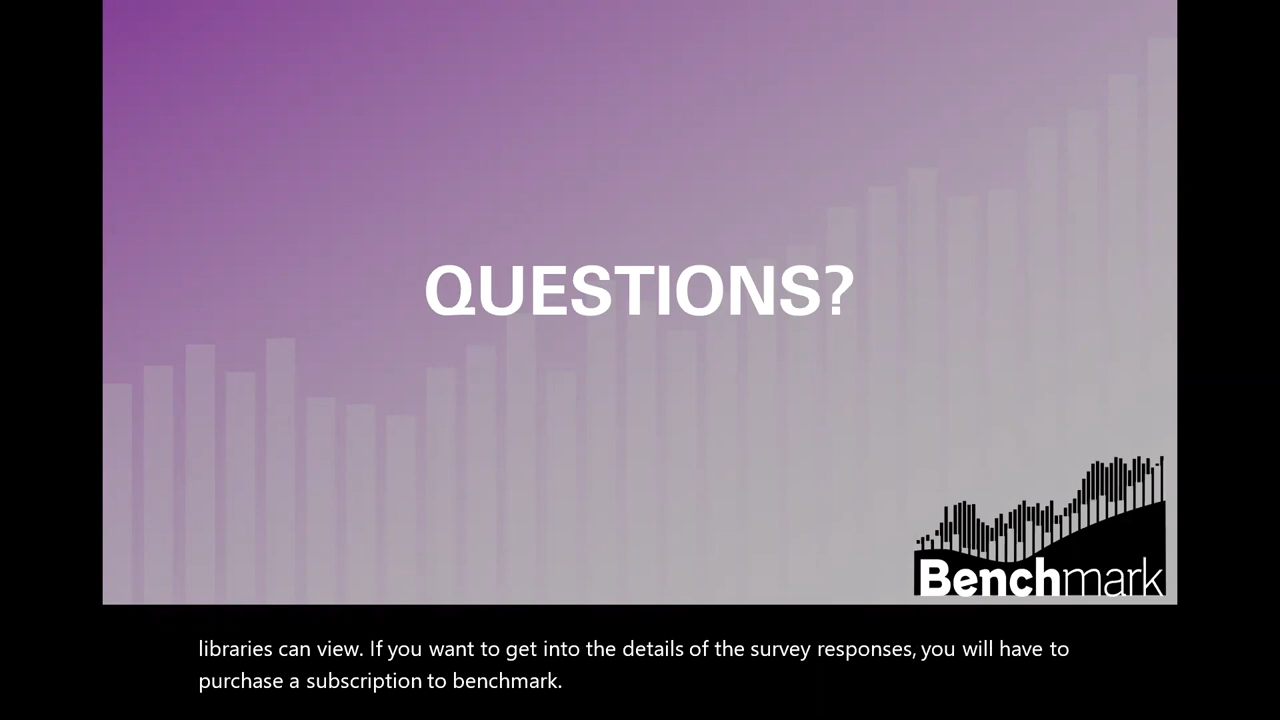 QUESTIONS?
Benchmark
libraries can view. If you want to get into the details of the survey responses, you will have to
purchase a subscription to benchmark.